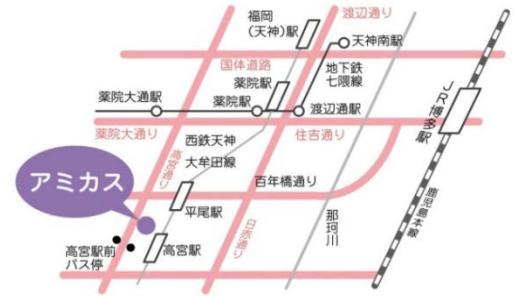 福岡
(天神)駅
渡辺通り
天神南駅
国体道路
地下鉄
七隈線
薬院駅
薬院大通駅
薬院駅
渡辺通駅
JR博多駅
薬院大通り
住吉通り
西鉄天神
大牟田線
高宮通り
アミカス
百年橋通り
平尾駅
日赤通り
那珂川
鹿児島本線
高宮駅前
バス停
高宮駅